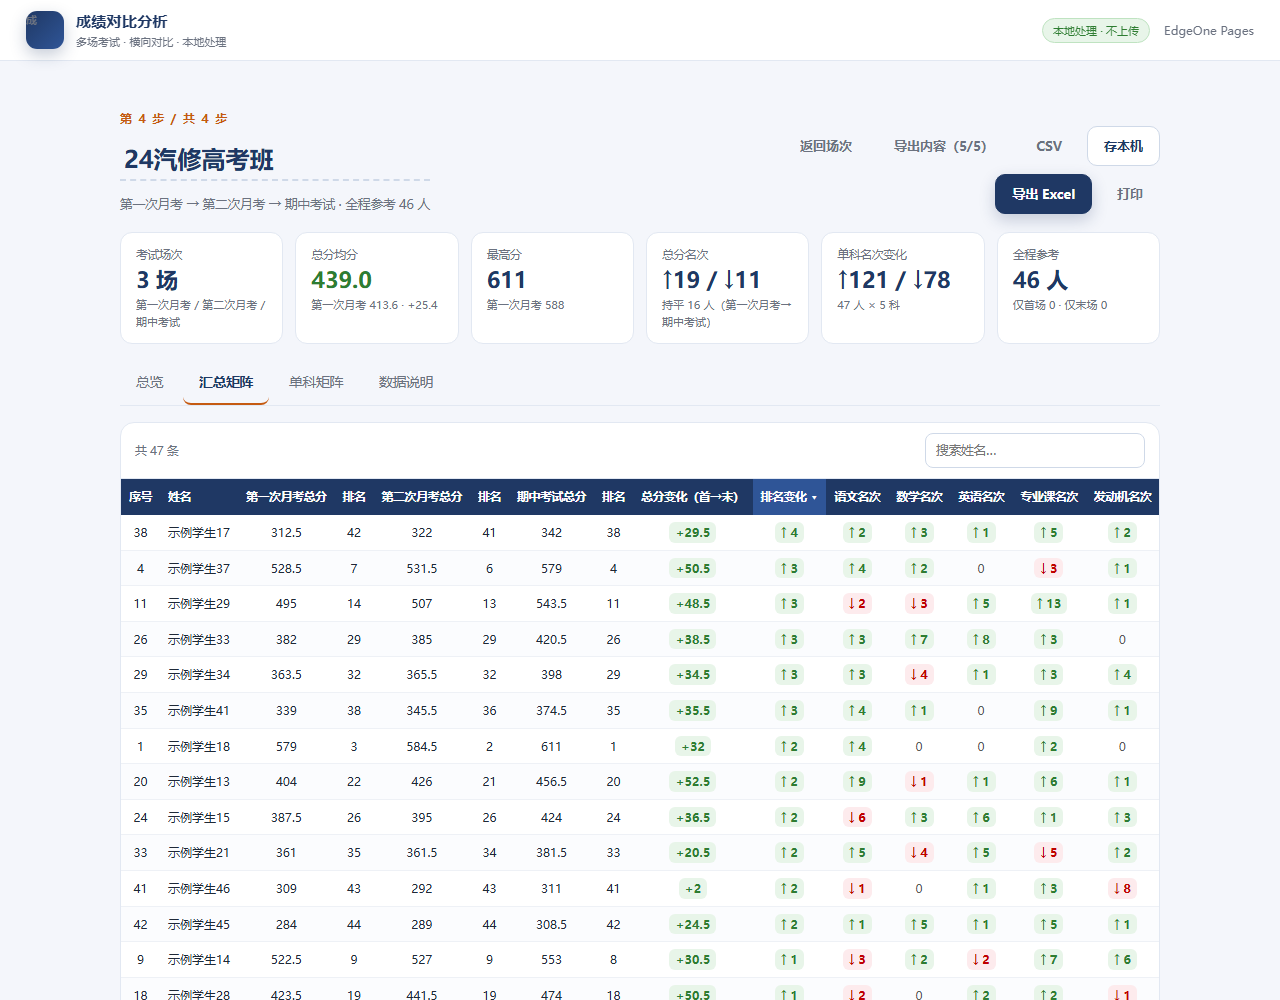 成
成绩对比分析
多场考试 · 横向对比 · 本地处理
本地处理 · 不上传
EdgeOne Pages
第 4 步 / 共 4 步
24汽修高考班
第一次月考 → 第二次月考 → 期中考试 · 全程参考 46 人
返回场次
导出内容（5/5）
CSV
存本机
导出 Excel
打印
考试场次
3 场
第一次月考 / 第二次月考 /
期中考试
总分均分
439.0
第一次月考 413.6 · +25.4
最高分
611
第一次月考 588
总分名次
↑19 / ↓11
持平 16 人（第一次月考→
期中考试）
单科名次变化
↑121 / ↓78
47 人 × 5 科
全程参考
46 人
仅首场 0 · 仅末场 0
总览 汇总矩阵 单科矩阵 数据说明
共 47 条
搜索姓名...
序号 姓名 第一次月考总分 排名 第二次月考总分 排名 期中考试总分 排名 总分变化（首→末） 排名变化 ▼ 语文名次 数学名次 英语名次 专业课名次 发动机名次
38 示例学生17 312.5 42 322 41 342 38 +29.5 ↑ 4 ↑ 2 ↑ 3 ↑ 1 ↑ 5 ↑ 2
4 示例学生37 528.5 7 531.5 6 579 4 +50.5 ↑ 3 ↑ 4 ↑ 2 0 ↓ 3 ↑ 1
11 示例学生29 495 14 507 13 543.5 11 +48.5 ↑ 3 ↓ 2 ↓ 3 ↑ 5 ↑ 13 ↑ 1
26 示例学生33 382 29 385 29 420.5 26 +38.5 ↑ 3 ↑ 3 ↑ 7 ↑ 8 ↑ 3 0
29 示例学生34 363.5 32 365.5 32 398 29 +34.5 ↑ 3 ↑ 3 ↓ 4 ↑ 1 ↑ 3 ↑ 4
35 示例学生41 339 38 345.5 36 374.5 35 +35.5 ↑ 3 ↑ 4 ↑ 1 0 ↑ 9 ↑ 1
1 示例学生18 579 3 584.5 2 611 1 +32 ↑ 2 ↑ 4 0 0 ↑ 2 0
20 示例学生13 404 22 426 21 456.5 20 +52.5 ↑ 2 ↑ 9 ↓ 1 ↑ 1 ↑ 6 ↑ 1
24 示例学生15 387.5 26 395 26 424 24 +36.5 ↑ 2 ↓ 6 ↑ 3 ↑ 6 ↑ 1 ↑ 3
33 示例学生21 361 35 361.5 34 381.5 33 +20.5 ↑ 2 ↑ 5 ↓ 4 ↑ 5 ↓ 5 ↑ 2
41 示例学生46 309 43 292 43 311 41 +2 ↑ 2 ↓ 1 0 ↑ 1 ↑ 3 ↓ 8
42 示例学生45 284 44 289 44 308.5 42 +24.5 ↑ 2 ↑ 1 ↑ 5 ↑ 1 ↑ 5 ↑ 1
9 示例学生14 522.5 9 527 9 553 8 +30.5 ↑ 1 ↓ 3 ↑ 2 ↓ 2 ↑ 7 ↑ 6
18 示例学生28 423.5 19 441.5 19 474 18 +50.5 ↑ 1 ↓ 2 0 ↑ 2 ↑ 2 ↓ 1